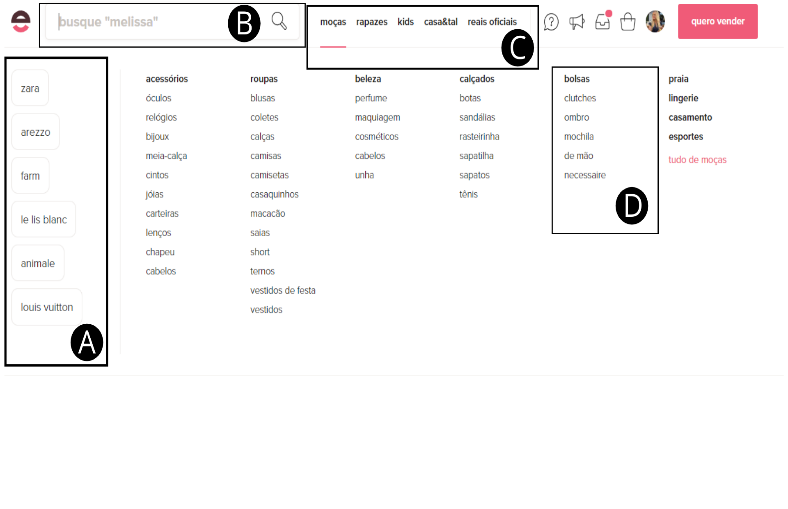 busque "melissa"
B
moças rapazes kids casa&tal reais oficiais
C
quero vender
zara
arezzo
farm
le lis blanc
animale
louis vuitton
A
acessórios
óculos
relógios
bijoux
meia-calça
cintos
jóias
carteiras
lenços
chapeu
cabelos
roupas
blusas
coletes
calças
camisas
camisetas
casaquinhos
macacão
saias
short
ternos
vestidos de festa
vestidos
beleza
perfume
maquiagem
cosméticos
cabelos
unha
calçados
botas
sandálias
rasteirinha
sapatilha
sapatos
tênis
bolsas
clutches
ombro
mochila
de mão
necessaire
D
praia
lingerie
casamento
esportes
tudo de moças